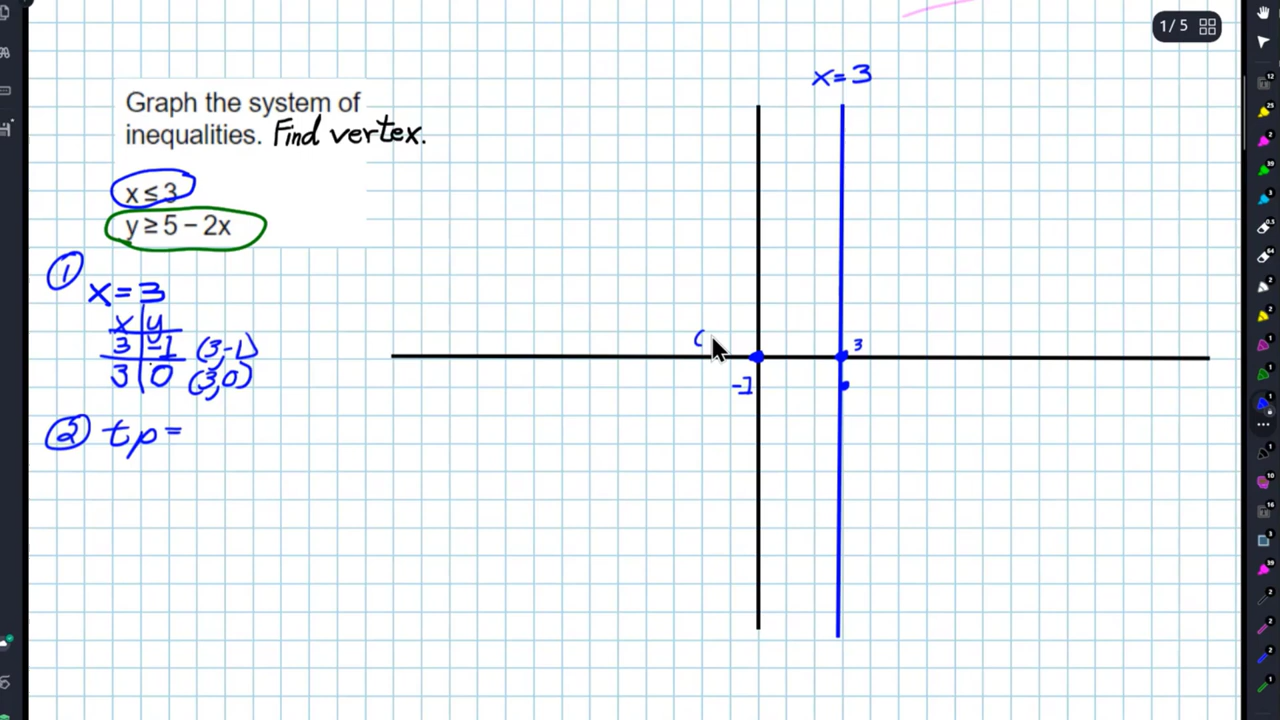 1/5
x=3
Graph the system of
inequalities. Find vertex.
x ≤ 3
y ≥ 5 − 2x
① x=3
x y
3 -1 (3,-1)
3 0 (3,0)
② tp=
(
3
-1